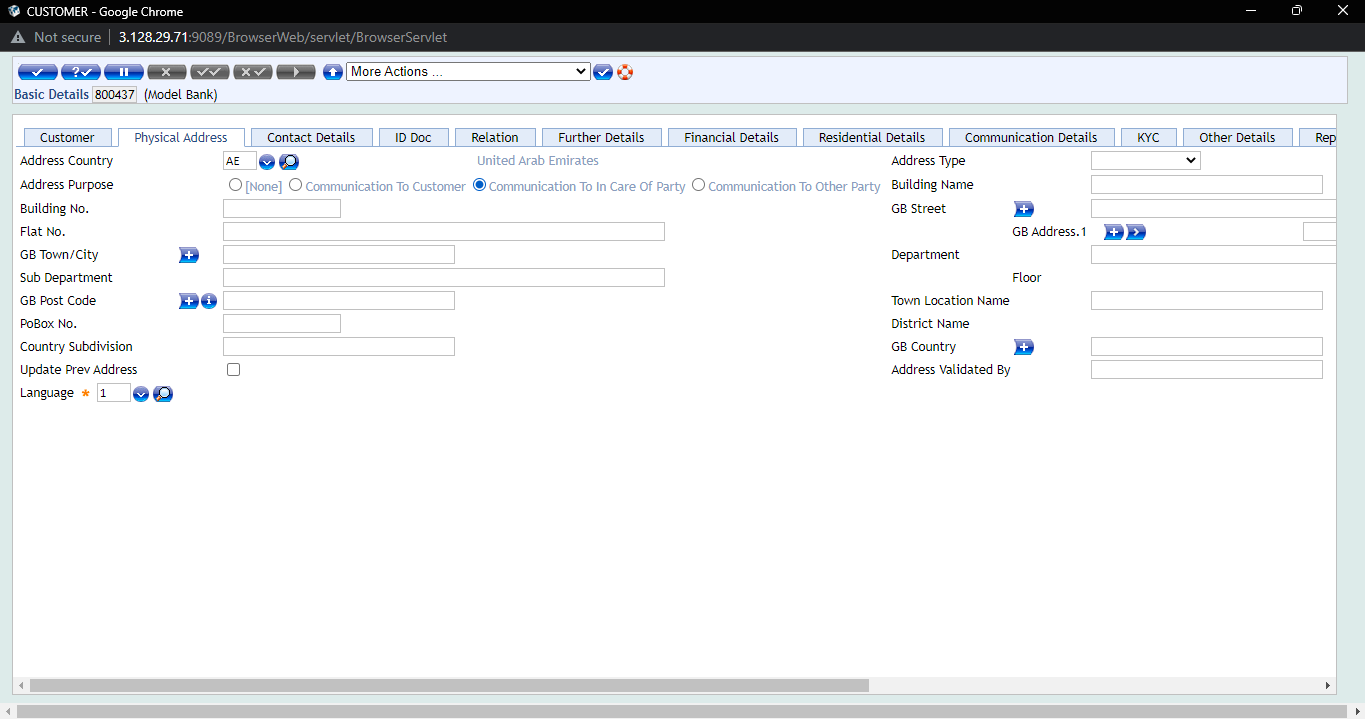 CUSTOMER - Google Chrome
Not secure 3.128.29.71:9089/BrowserWeb/servlet/BrowserServlet
More Actions ...
Basic Details 800437 (Model Bank)
Customer Physical Address Contact Details ID Doc Relation Further Details Financial Details Residential Details Communication Details KYC Other Details Rep
Address Country AE United Arab Emirates Address Type
Address Purpose [None] Communication To Customer Communication To In Care Of Party Communication To Other Party Building Name
Building No. GB Street
Flat No. GB Address.1
GB Town/City Department
Sub Department Floor
GB Post Code Town Location Name
PoBox No. District Name
Country Subdivision GB Country
Update Prev Address Address Validated By
Language * 1